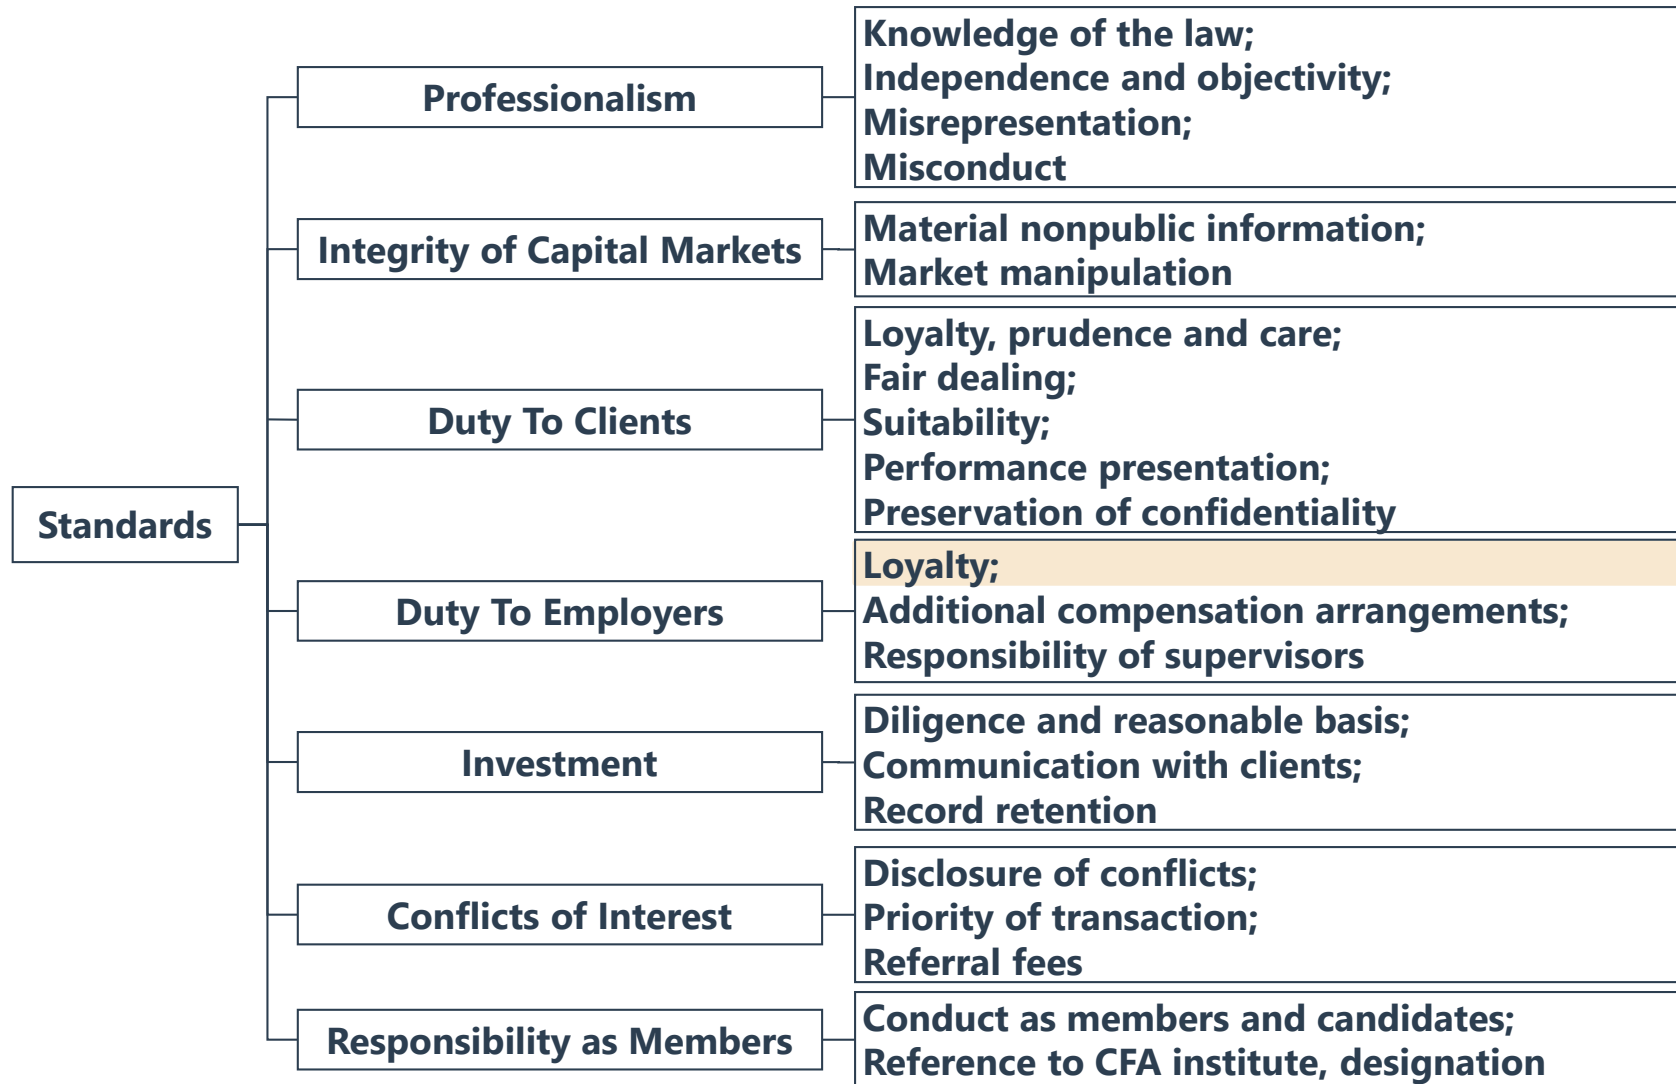 Standards
Professionalism
Knowledge of the law;
Independence and objectivity;
Misrepresentation;
Misconduct
Integrity of Capital Markets
Material nonpublic information;
Market manipulation
Duty To Clients
Loyalty, prudence and care;
Fair dealing;
Suitability;
Performance presentation;
Preservation of confidentiality
Duty To Employers
Loyalty;
Additional compensation arrangements;
Responsibility of supervisors
Investment
Diligence and reasonable basis;
Communication with clients;
Record retention
Conflicts of Interest
Disclosure of conflicts;
Priority of transaction;
Referral fees
Responsibility as Members
Conduct as members and candidates;
Reference to CFA institute, designation